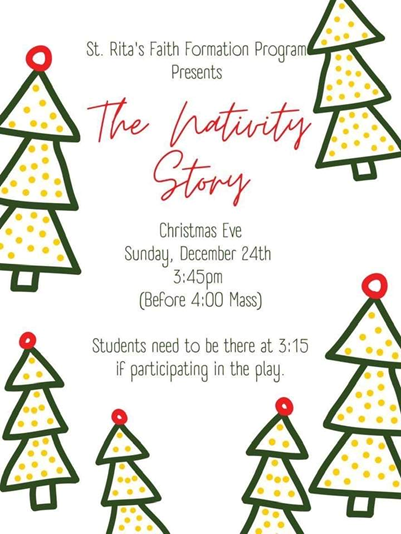 St. Rita's Faith Formation Program
Presents
The Nativity
Story
Christmas Eve
Sunday, December 24th
3:45pm
(Before 4:00 Mass)
Students need to be there at 3:15
if participating in the play.